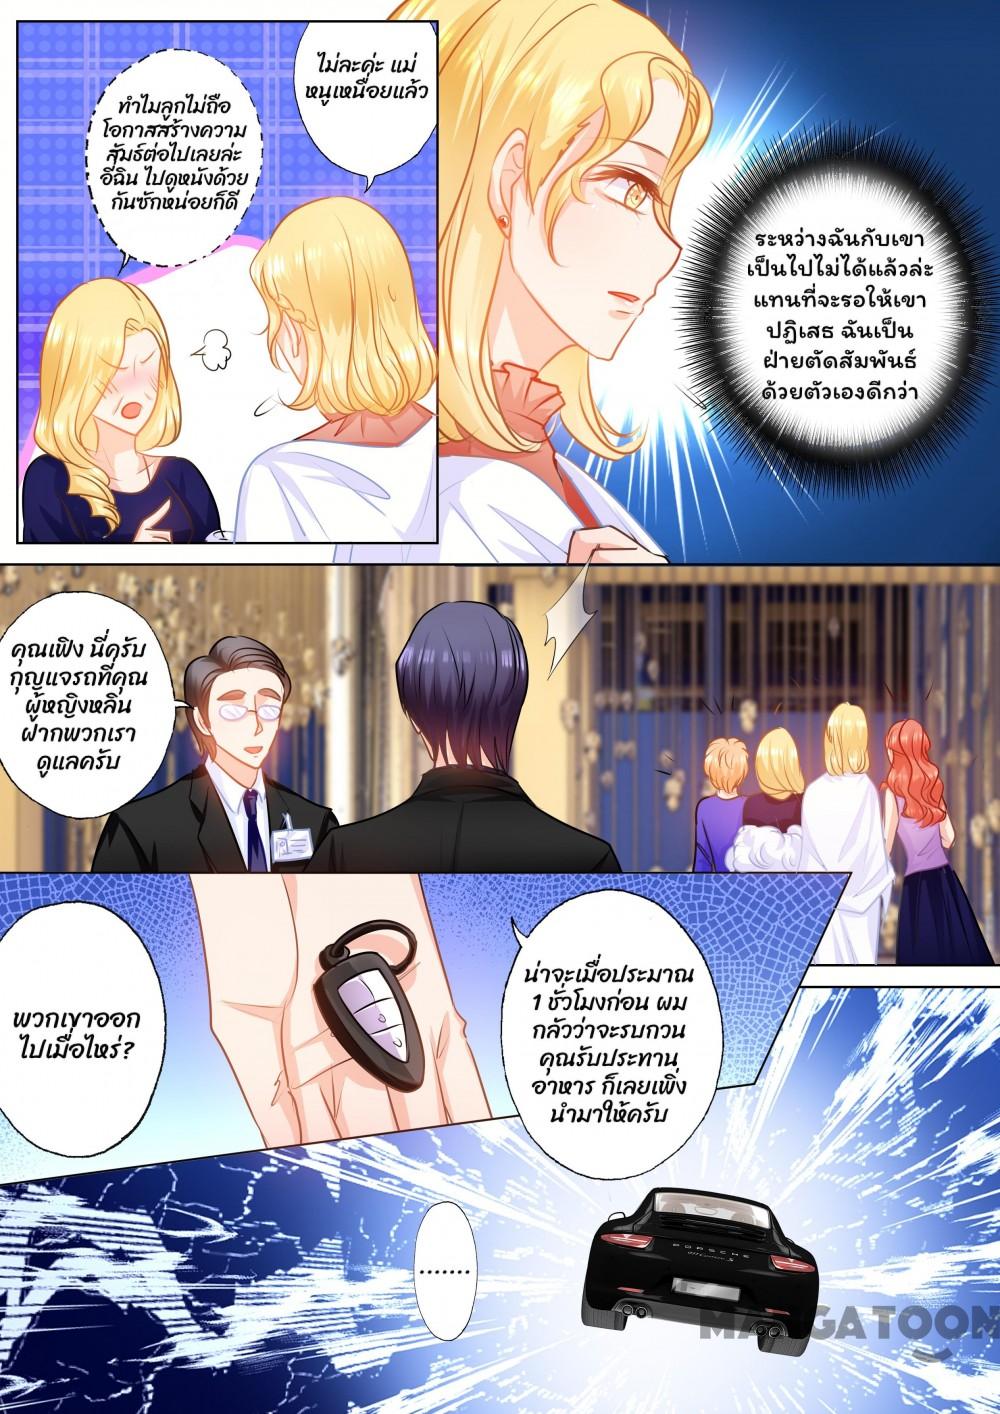 ไม่ละค่ะ แม่
หนูเหนื่อยแล้ว
ทำไมลูกไม่ถือ
โอกาสสร้างความ
สัมธ์ต่อไปเลยล่ะ
อี้ฉิน ไปดูหนังด้วย
กันซักหน่อยก็ดี
ระหว่างฉันกับเขา
เป็นไปไม่ได้แล้วล่ะ
แทนที่จะรอให้เขา
ปฏิเสธ ฉันเป็น
ฝ่ายตัดสัมพันธ์
ด้วยตัวเองดีกว่า
คุณเฟิง นี่ครับ
กุญแจรถที่คุณ
ผู้หญิงหลิน
ฝากพวกเรา
ดูแลครับ
พวกเขาออก
ไปเมื่อไหร่?
น่าจะเมื่อประมาณ
1 ชั่วโมงก่อน ผม
กลัวว่าจะรบกวน
คุณรับประทาน
อาหาร ก็เลยเพิ่ง
นำมาให้ครับ
.......
PORSCHE
911 Carrera S
MANGATOON